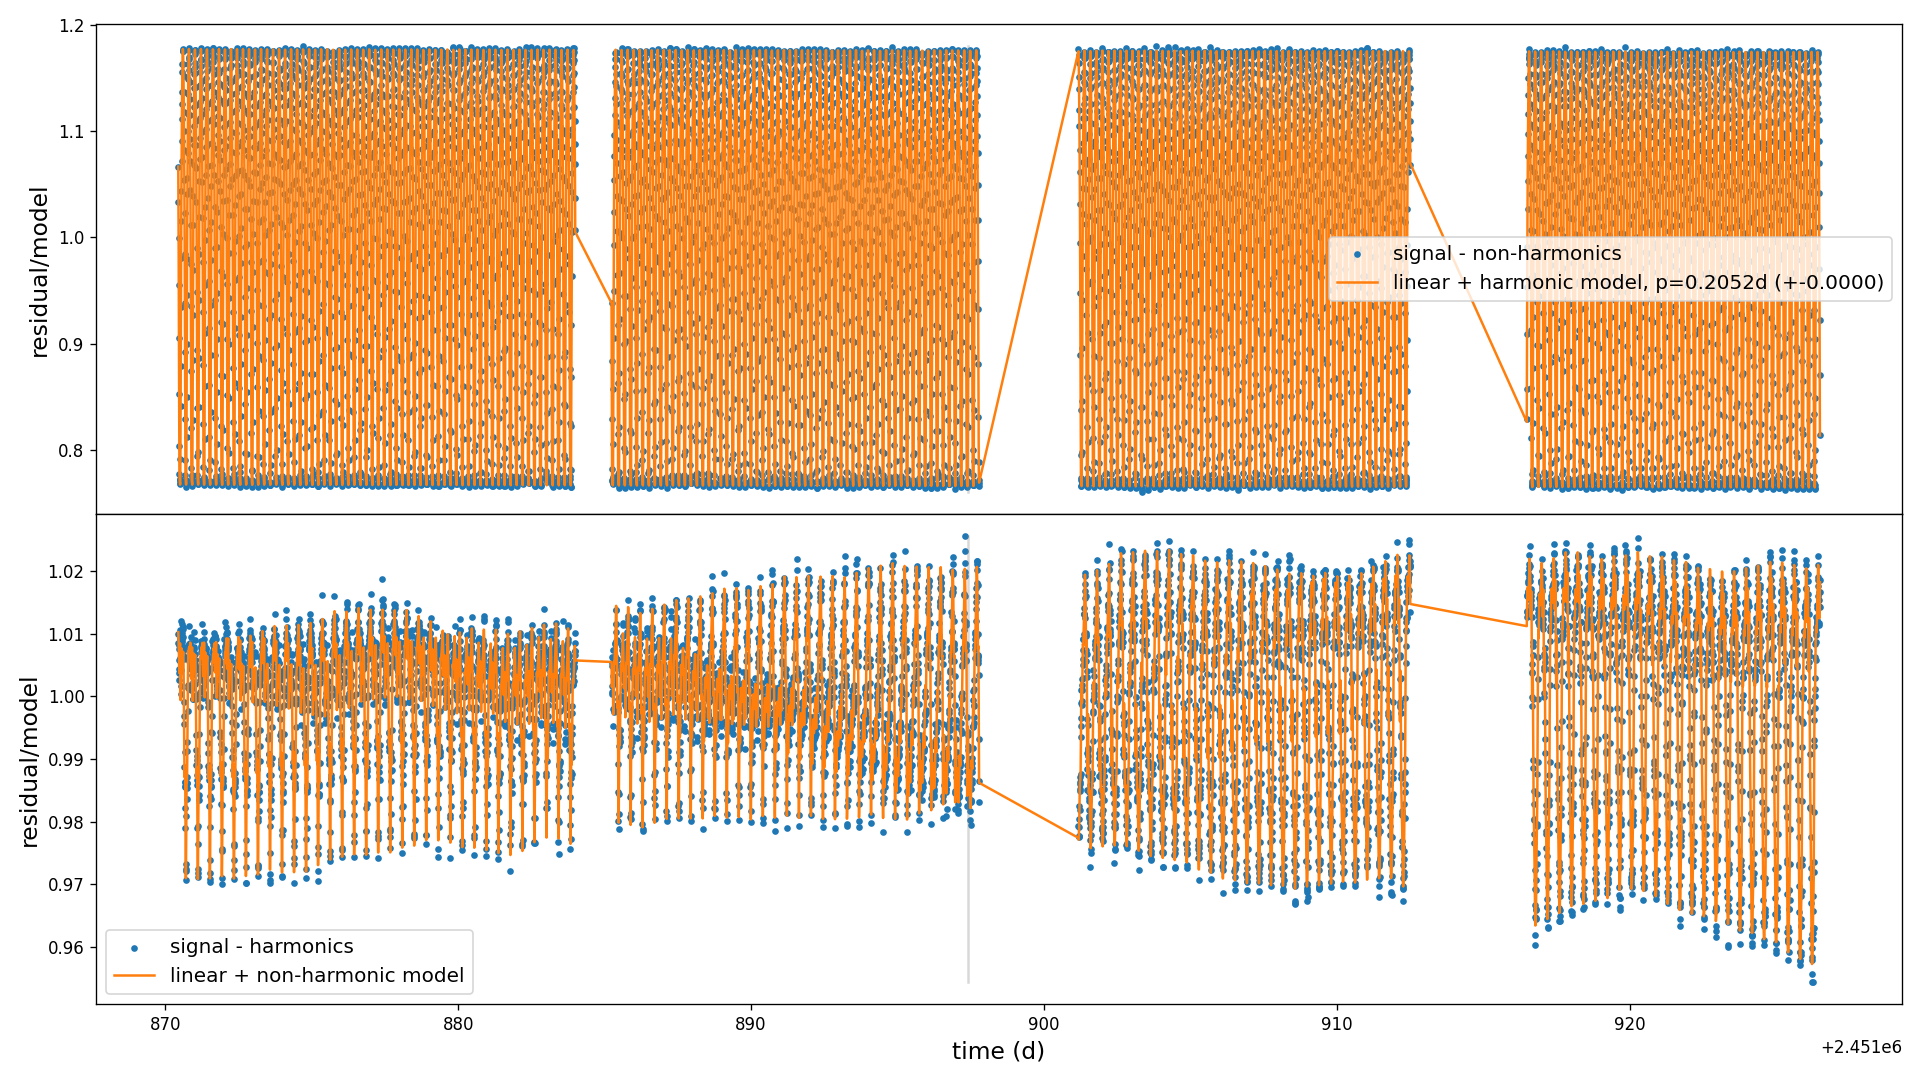 1.2
1.1
1.0
0.9
0.8
residual/model
signal - non-harmonics
linear + harmonic model, p=0.2052d (+-0.0000)
1.02
1.01
1.00
0.99
0.98
0.97
0.96
residual/model
signal - harmonics
linear + non-harmonic model
870 880 890 900 910 920
time (d)
+2.451e6